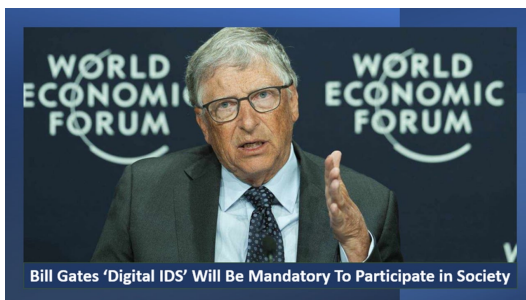 WORLD
ECONOMIC
FORUM
WORLD
ECONOMIC
FORUM
W
Bill Gates ‘Digital IDS’ Will Be Mandatory To Participate in Society